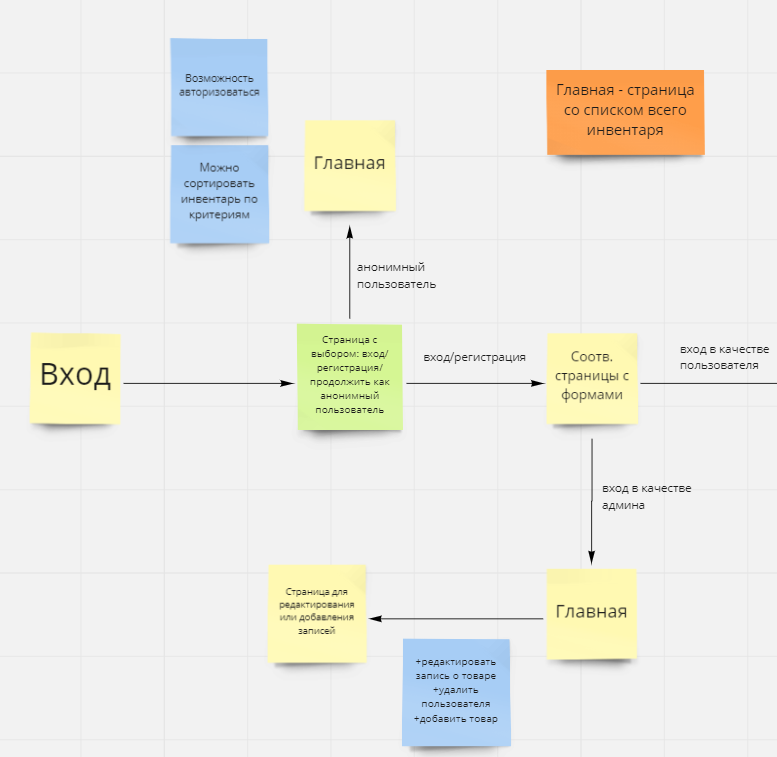 Возможность
авторизоваться
Можно
сортировать
инвентарь по
критериям
Главная
Главная - страница
со списком всего
инвентаря
анонимный
пользователь
Вход
Страница с
выбором: вход/
регистрация/
продолжить как
анонимный
пользователь
вход/регистрация
Соотв.
страницы с
формами
вход в качестве
пользователя
вход в качестве
админа
Главная
Страница для
редактирования
или добавления
записей
+редактировать
запись о товаре
+удалить
пользователя
+добавить товар